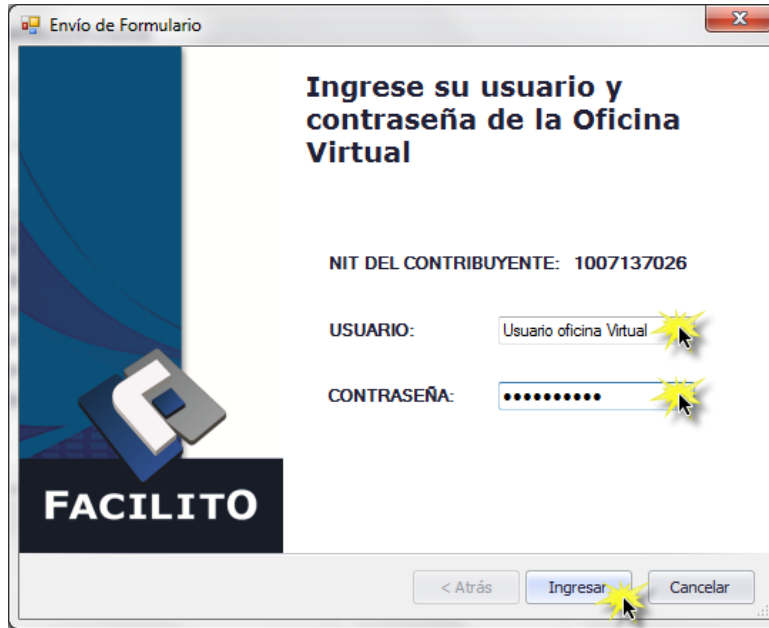 Envío de Formulario
Ingrese su usuario y
contraseña de la Oficina
Virtual
NIT DEL CONTRIBUYENTE: 1007137026
USUARIO: Usuario oficina Virtual
CONTRASEÑA: ••••••••••
FACILITO
< Atrás Ingresar Cancelar